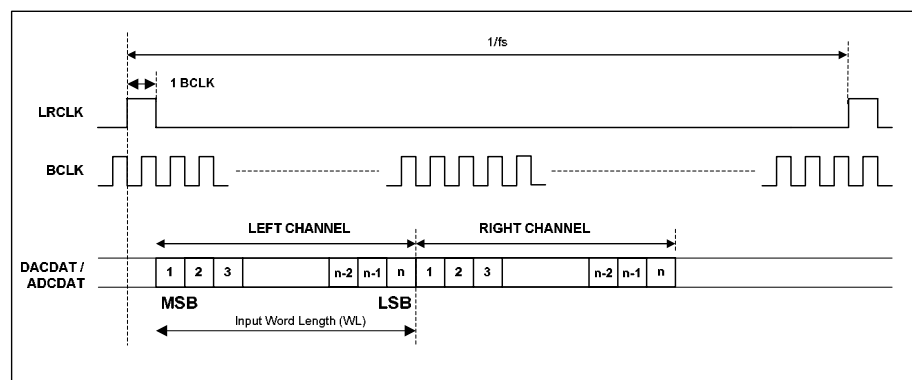 1/fs
1 BCLK
LRCLK
BCLK
LEFT CHANNEL RIGHT CHANNEL
DACDAT /
ADCDAT
1 2 3 n-2 n-1 n 1 2 3 n-2 n-1 n
MSB LSB
Input Word Length (WL)